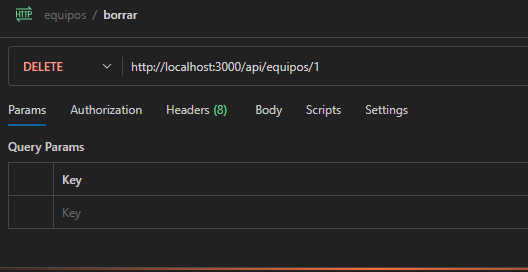 HTTP equipos / borrar
DELETE http://localhost:3000/api/equipos/1
Params Authorization Headers (8) Body Scripts Settings
Query Params
Key
Key